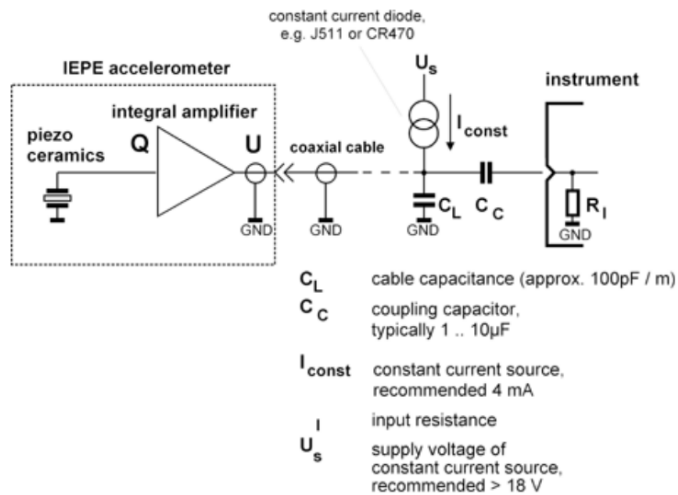 constant current diode,
e.g. J511 or CR470
IEPE accelerometer
Us
instrument
integral amplifier
Iconst
piezo
ceramics
Q
U
coaxial cable
CL
CC
RI
GND
GND
GND
GND
CL cable capacitance (approx. 100pF / m)
CC coupling capacitor,
typically 1 .. 10µF
Iconst constant current source,
recommended 4 mA
I input resistance
Us supply voltage of
constant current source,
recommended > 18 V